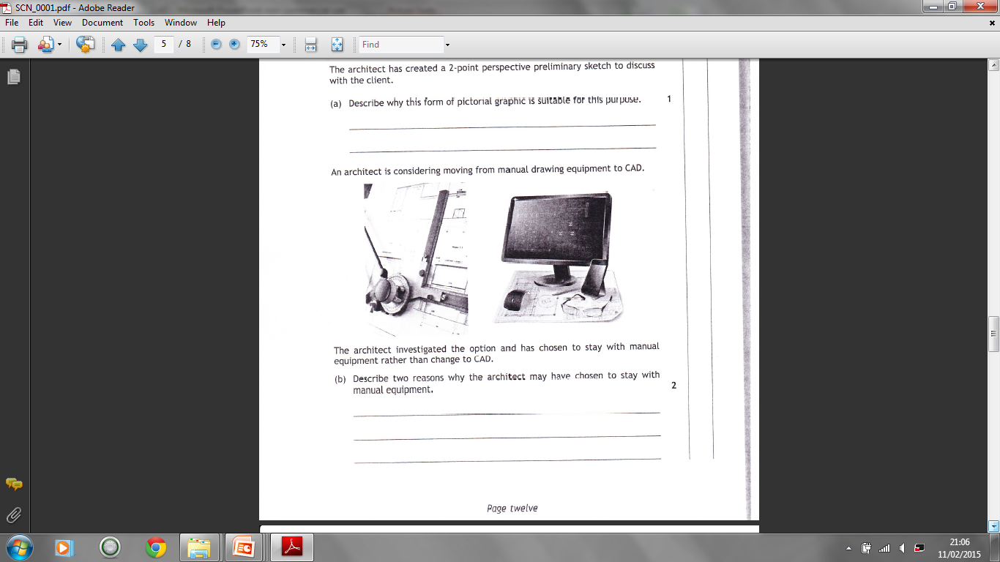 SCN_0001.pdf - Adobe Reader
File Edit View Document Tools Window Help
5 / 8 75% Find
The architect has created a 2-point perspective preliminary sketch to discuss
with the client.
(a) Describe why this form of pictorial graphic is suitable for this purpose. 1
An architect is considering moving from manual drawing equipment to CAD.
The architect investigated the option and has chosen to stay with manual
equipment rather than change to CAD.
(b) Describe two reasons why the architect may have chosen to stay with
manual equipment. 2
Page twelve
21:06
11/02/2015